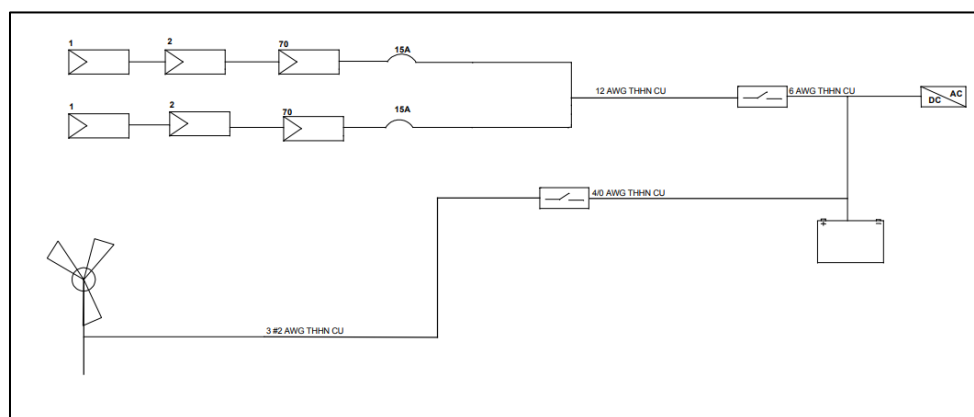 1 2 70 15A
1 2 70 15A
12 AWG THHN CU 6 AWG THHN CU DC AC
4/0 AWG THHN CU
+ −
3 #2 AWG THHN CU